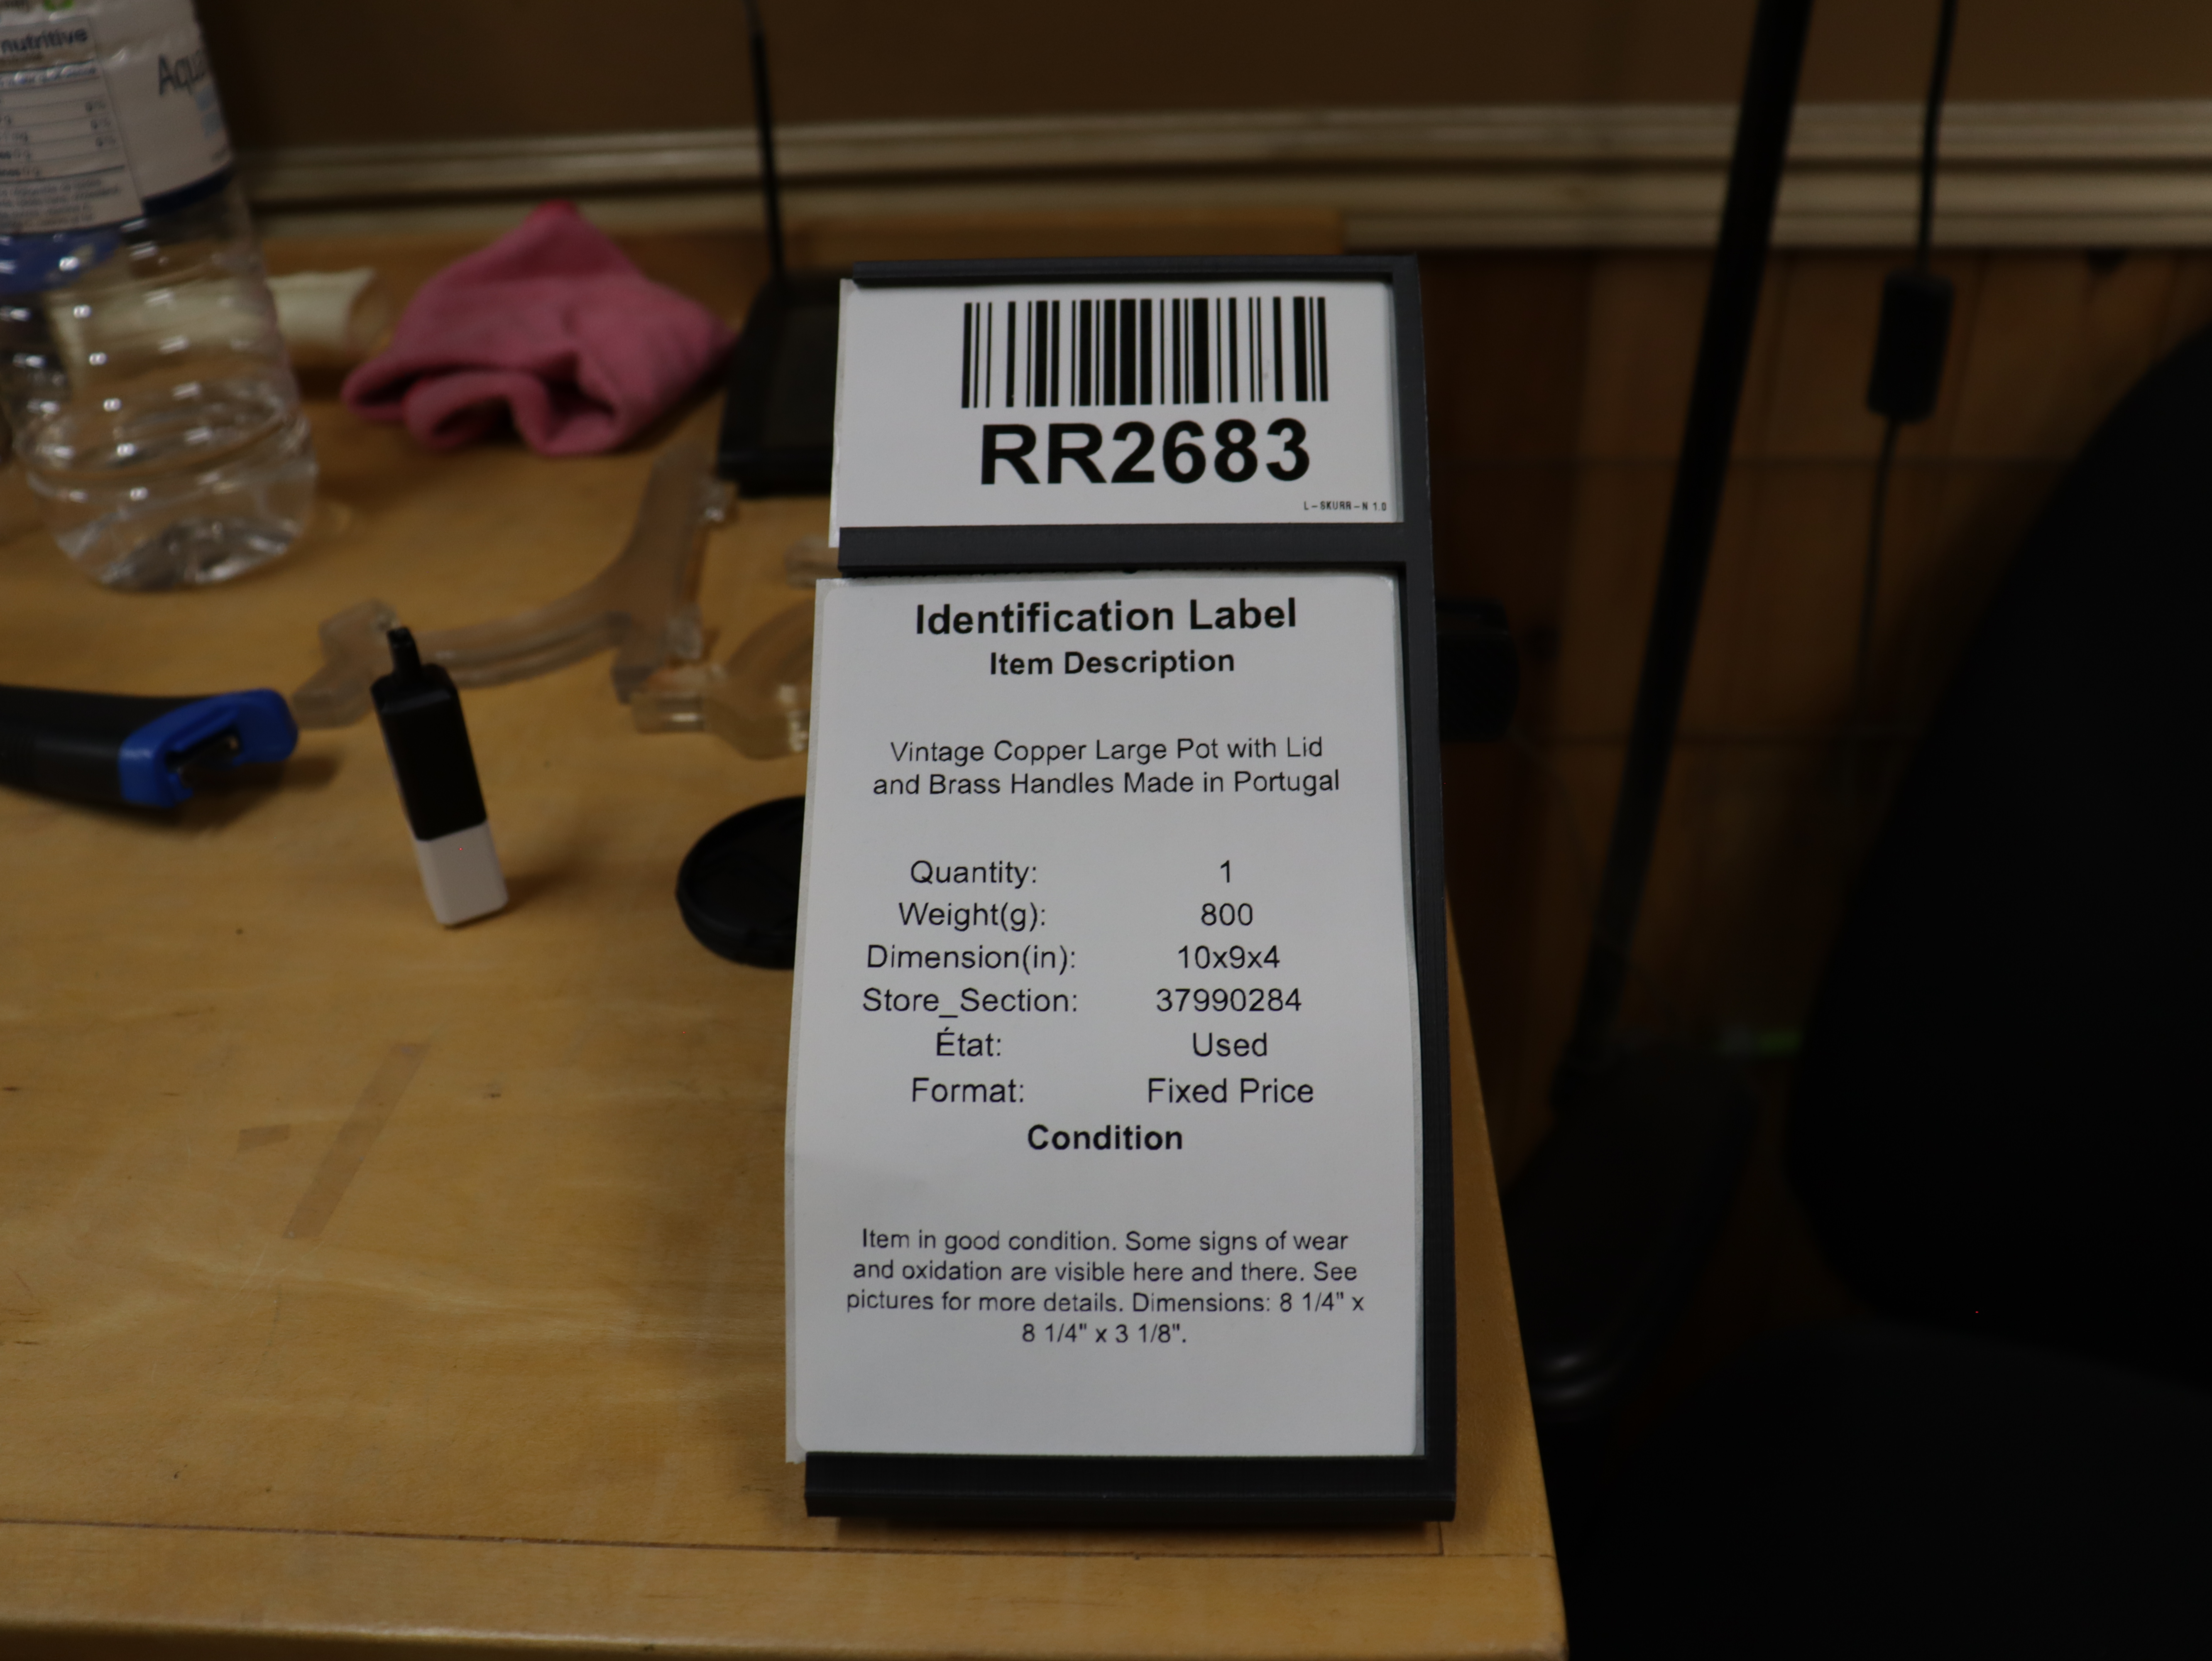 nutritive
Aqua
RR2683
L-SKURR-N 1.0
Identification Label
Item Description
Vintage Copper Large Pot with Lid
and Brass Handles Made in Portugal
Quantity: 1
Weight(g): 800
Dimension(in): 10x9x4
Store_Section: 37990284
État: Used
Format: Fixed Price
Condition
Item in good condition. Some signs of wear
and oxidation are visible here and there. See
pictures for more details. Dimensions: 8 1/4" x
8 1/4" x 3 1/8".